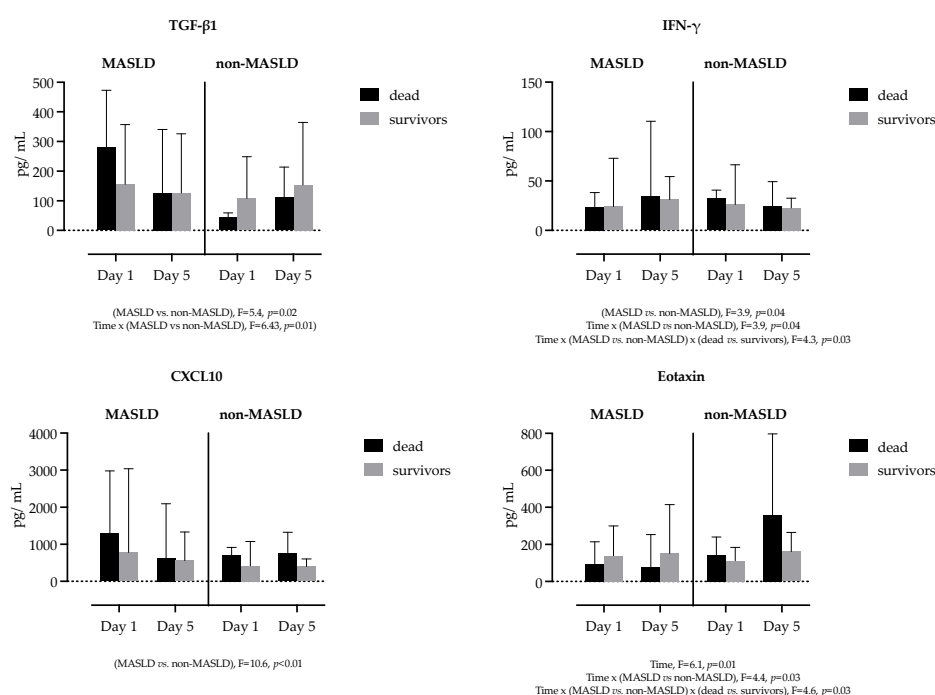 TGF-β1
MASLD non-MASLD
500
400
300
200
100
0
pg/ mL
dead
survivors
Day 1 Day 5 Day 1 Day 5
(MASLD vs. non-MASLD), F=5.4, p=0.02
Time x (MASLD vs non-MASLD), F=6.43, p=0.01)
IFN-γ
MASLD non-MASLD
150
100
50
0
pg/ mL
dead
survivors
Day 1 Day 5 Day 1 Day 5
(MASLD vs. non-MASLD), F=3.9, p=0.04
Time x (MASLD vs non-MASLD), F=3.9, p=0.04
Time x (MASLD vs. non-MASLD) x (dead vs. survivors), F=4.3, p=0.03
CXCL10
MASLD non-MASLD
4000
3000
2000
1000
0
pg/ mL
dead
survivors
Day 1 Day 5 Day 1 Day 5
(MASLD vs. non-MASLD), F=10.6, p<0.01
Eotaxin
MASLD non-MASLD
800
600
400
200
0
pg/ mL
dead
survivors
Day 1 Day 5 Day 1 Day 5
Time, F=6.1, p=0.01
Time x (MASLD vs non-MASLD), F=4.4, p=0.03
Time x (MASLD vs. non-MASLD) x (dead vs. survivors), F=4.6, p=0.03